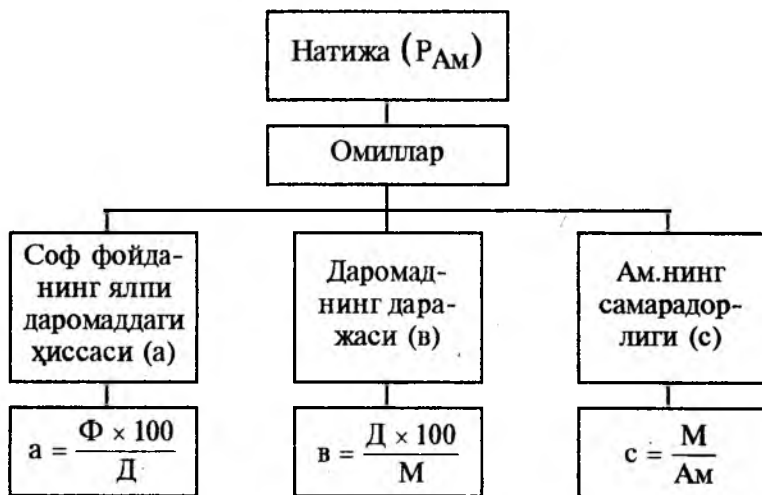 Натижа (РАм)
Омиллар
Соф фойда-
нинг ялпи
даромаддаги
ҳиссаси (а)
Даромад-
нинг дара-
жаси (в)
Ам.нинг
самарадор-
лиги (с)
а = Ф × 100 / Д
в = Д × 100 / М
с = М / Ам